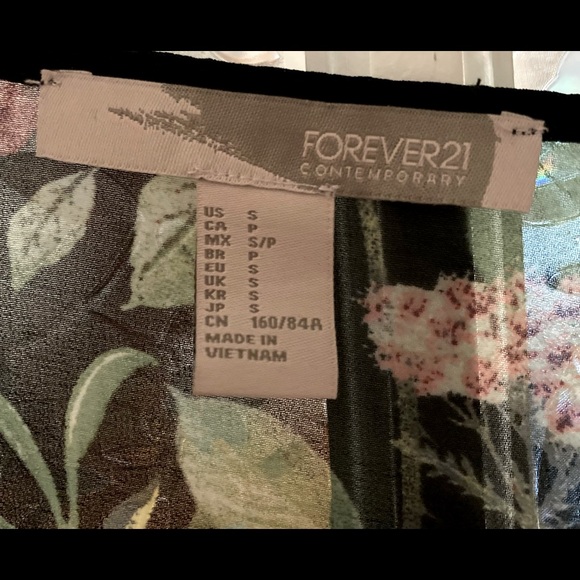 FOREVER21
CONTEMPORARY
US S
CA P
MX S/P
BR P
EU S
UK S
KR S
JP S
CN 160/84A
MADE IN
VIETNAM